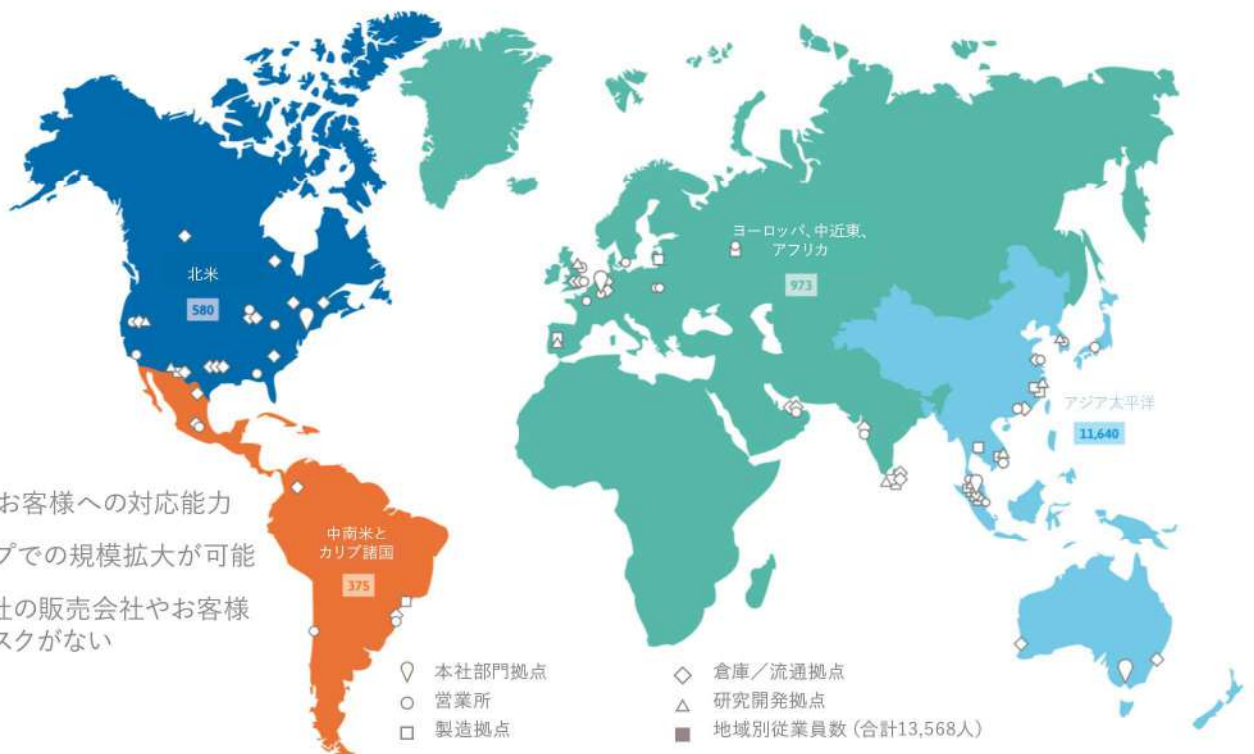 北米
580
ヨーロッパ、中近東、
アフリカ
973
アジア太平洋
11,640
お客様への対応能力
プでの規模拡大が可能
社の販売会社やお客様
スクがない
中南米と
カリブ諸国
375
本社部門拠点
営業所
製造拠点
倉庫／流通拠点
研究開発拠点
地域別従業員数 (合計13,568人)